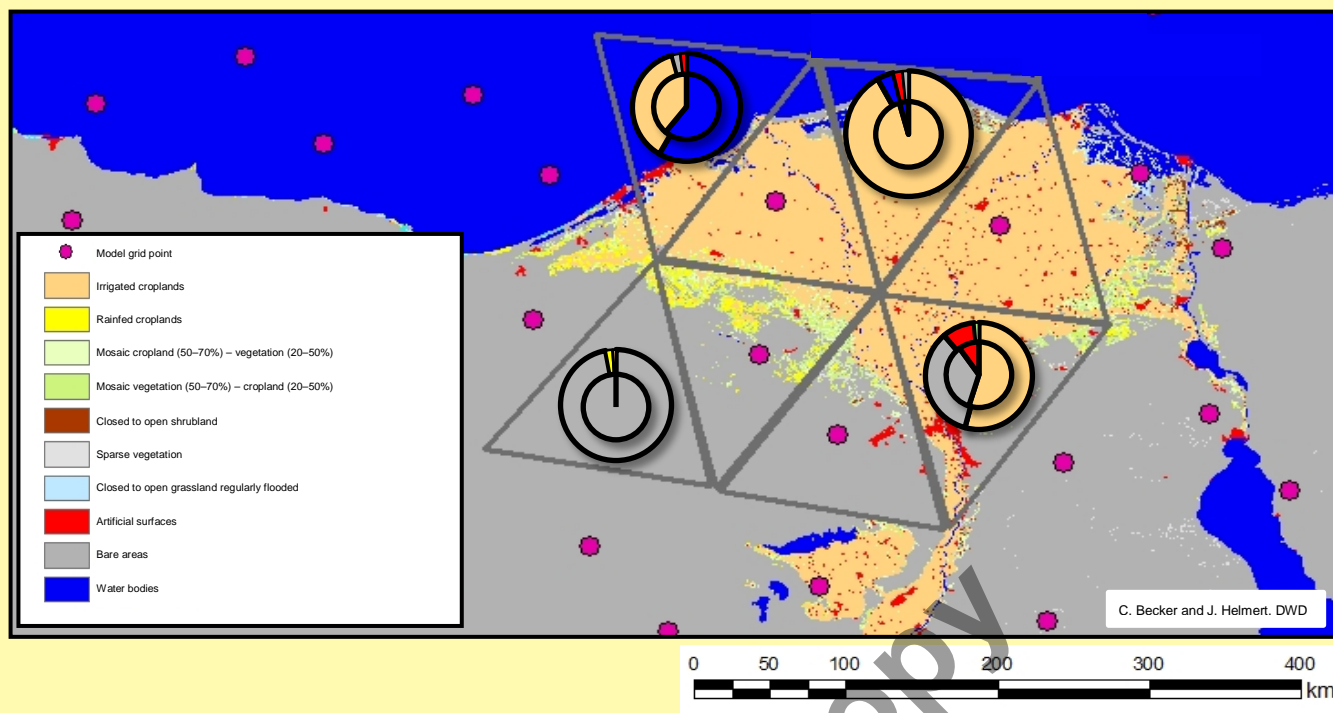 Model grid point
Irrigated croplands
Rainfed croplands
Mosaic cropland (50–70%) – vegetation (20–50%)
Mosaic vegetation (50–70%) – cropland (20–50%)
Closed to open shrubland
Sparse vegetation
Closed to open grassland regularly flooded
Artificial surfaces
Bare areas
Water bodies
C. Becker and J. Helmert. DWD
0 50 100 200 300 400
km